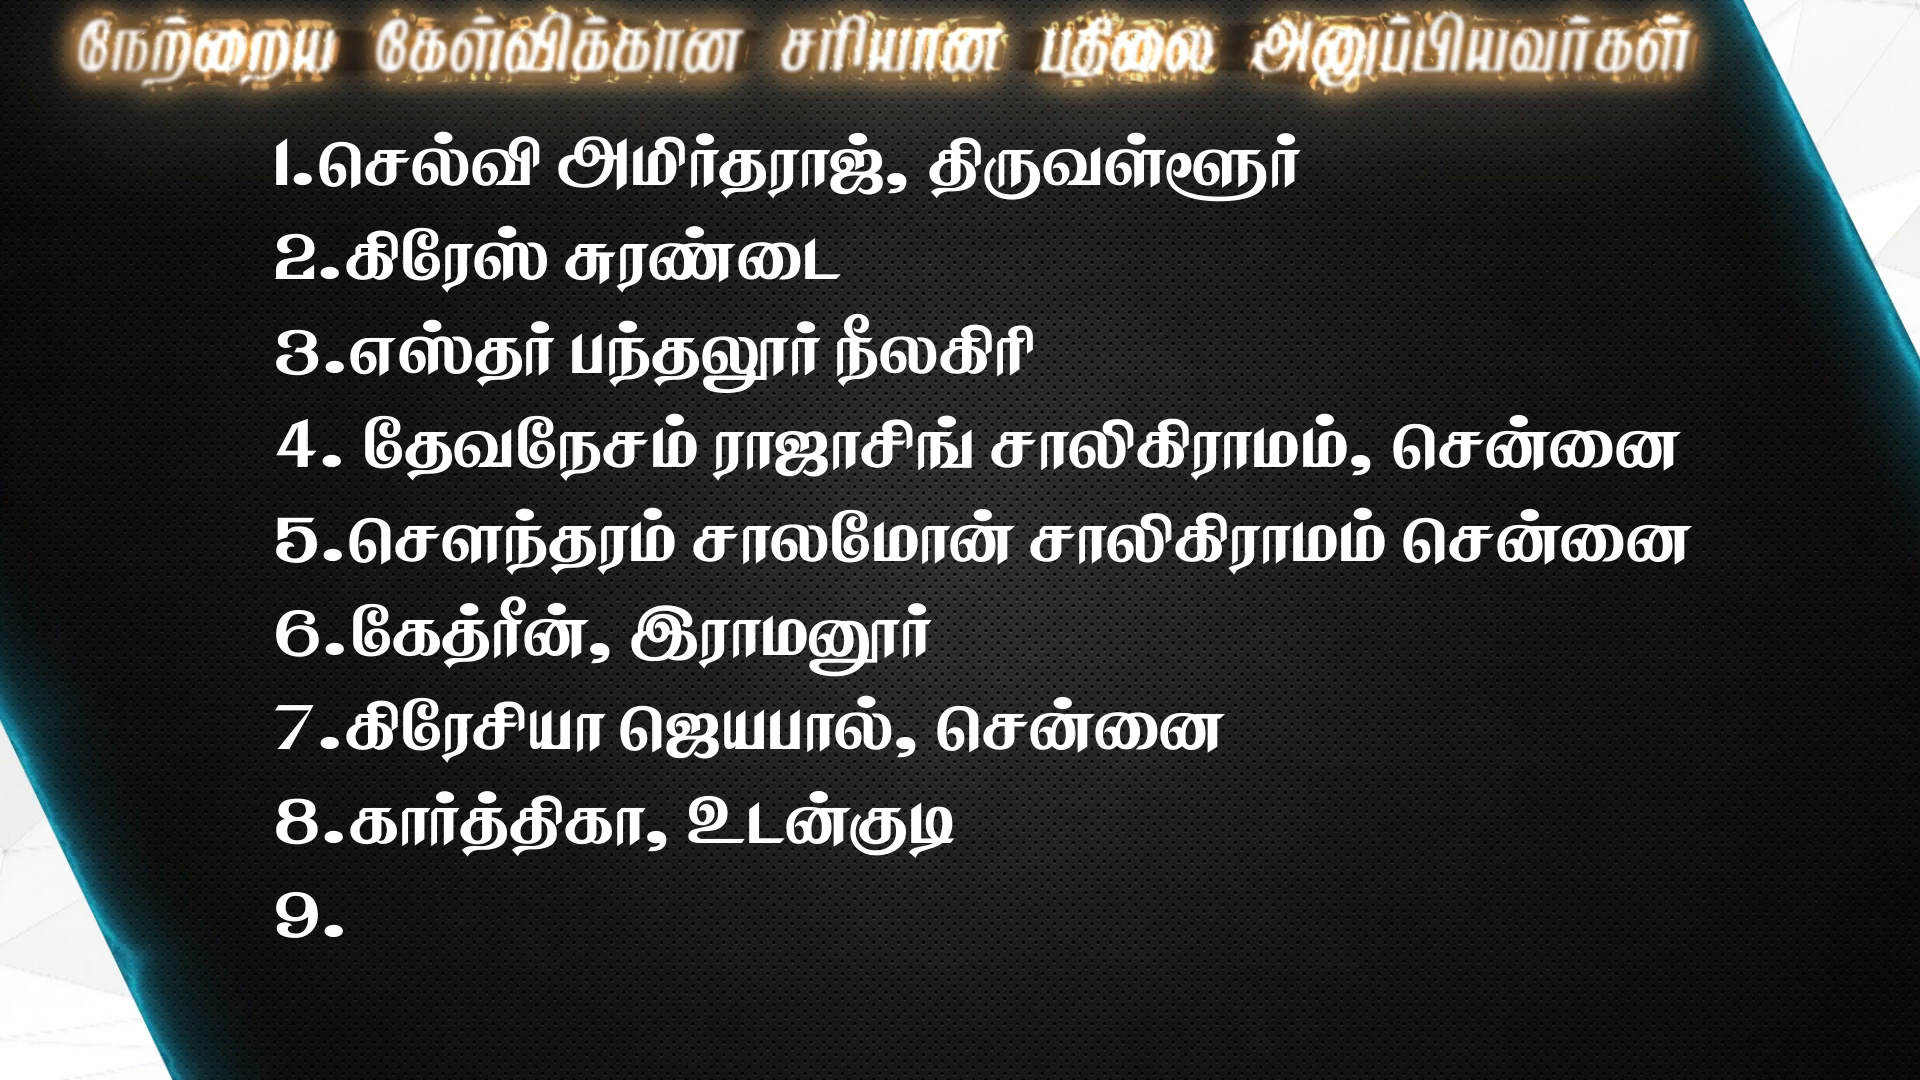 நேற்றைய கேள்விக்கான சரியான பதிலை அனுப்பியவர்கள்
1.செல்வி அமிர்தராஜ், திருவள்ளூர்
2.கிரேஸ் சுரண்டை
3.எஸ்தர் பந்தலூர் நீலகிரி
4. தேவநேசம் ராஜாசிங் சாலிகிராமம், சென்னை
5.சௌந்தரம் சாலமோன் சாலிகிராமம் சென்னை
6.கேத்ரீன், இராமனூர்
7.கிரேசியா ஜெயபால், சென்னை
8.கார்த்திகா, உடன்குடி
9.